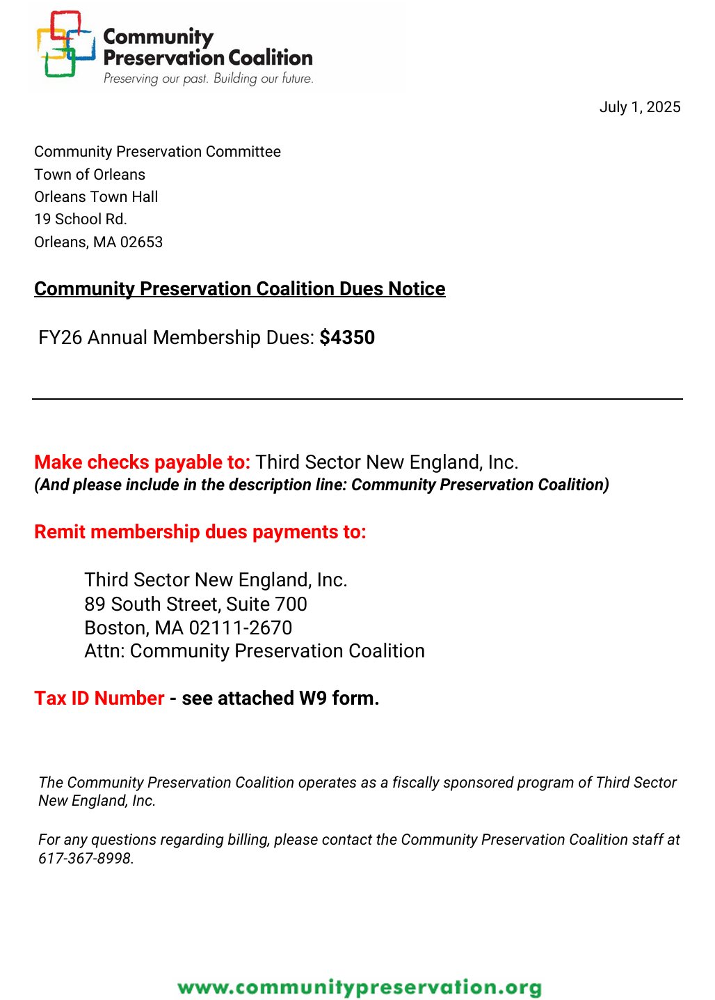 Community
Preservation Coalition
Preserving our past. Building our future.
July 1, 2025
Community Preservation Committee
Town of Orleans
Orleans Town Hall
19 School Rd.
Orleans, MA 02653
Community Preservation Coalition Dues Notice
FY26 Annual Membership Dues: $4350
Make checks payable to: Third Sector New England, Inc.
(And please include in the description line: Community Preservation Coalition)
Remit membership dues payments to:
Third Sector New England, Inc.
89 South Street, Suite 700
Boston, MA 02111-2670
Attn: Community Preservation Coalition
Tax ID Number - see attached W9 form.
The Community Preservation Coalition operates as a fiscally sponsored program of Third Sector
New England, Inc.
For any questions regarding billing, please contact the Community Preservation Coalition staff at
617-367-8998.
www.communitypreservation.org